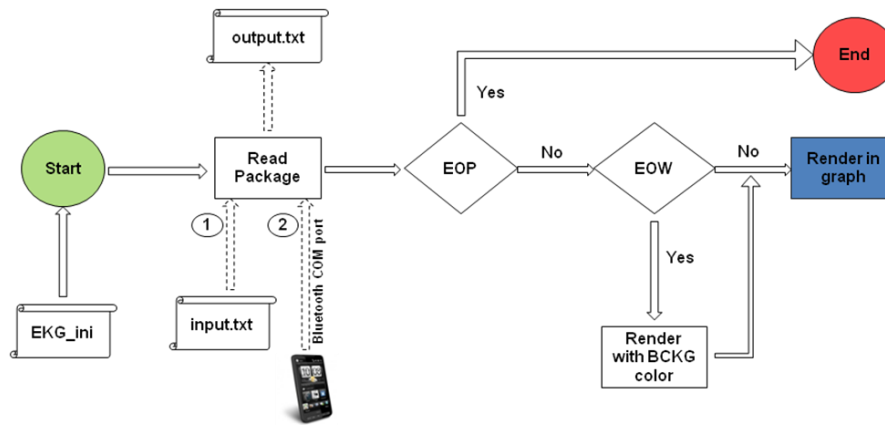 output.txt
End
Yes
Start
Read
Package
EOP
No
EOW
No
Render in
graph
1
2
Bluetooth COM port
Yes
EKG_ini
input.txt
Render
with BCKG
color